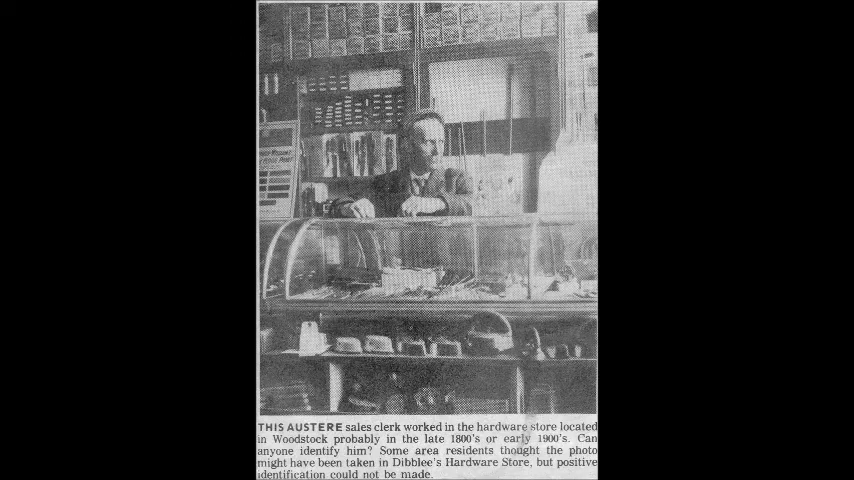 THIS AUSTERE sales clerk worked in the hardware store located
in Woodstock probably in the late 1800's or early 1900's. Can
anyone identify him? Some area residents thought the photo
might have been taken in Dibblee's Hardware Store, but positive
identification could not be made.